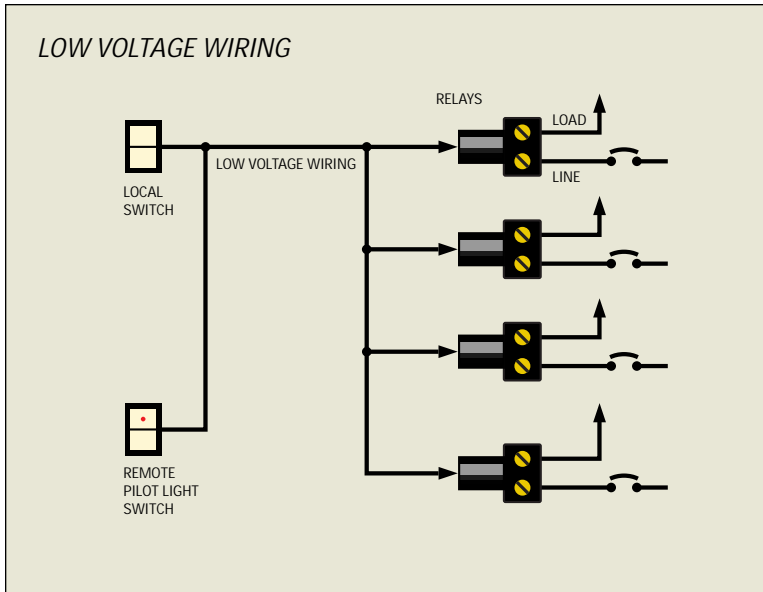 LOW VOLTAGE WIRING
RELAYS
LOAD
LOW VOLTAGE WIRING
LINE
LOCAL
SWITCH
REMOTE
PILOT LIGHT
SWITCH